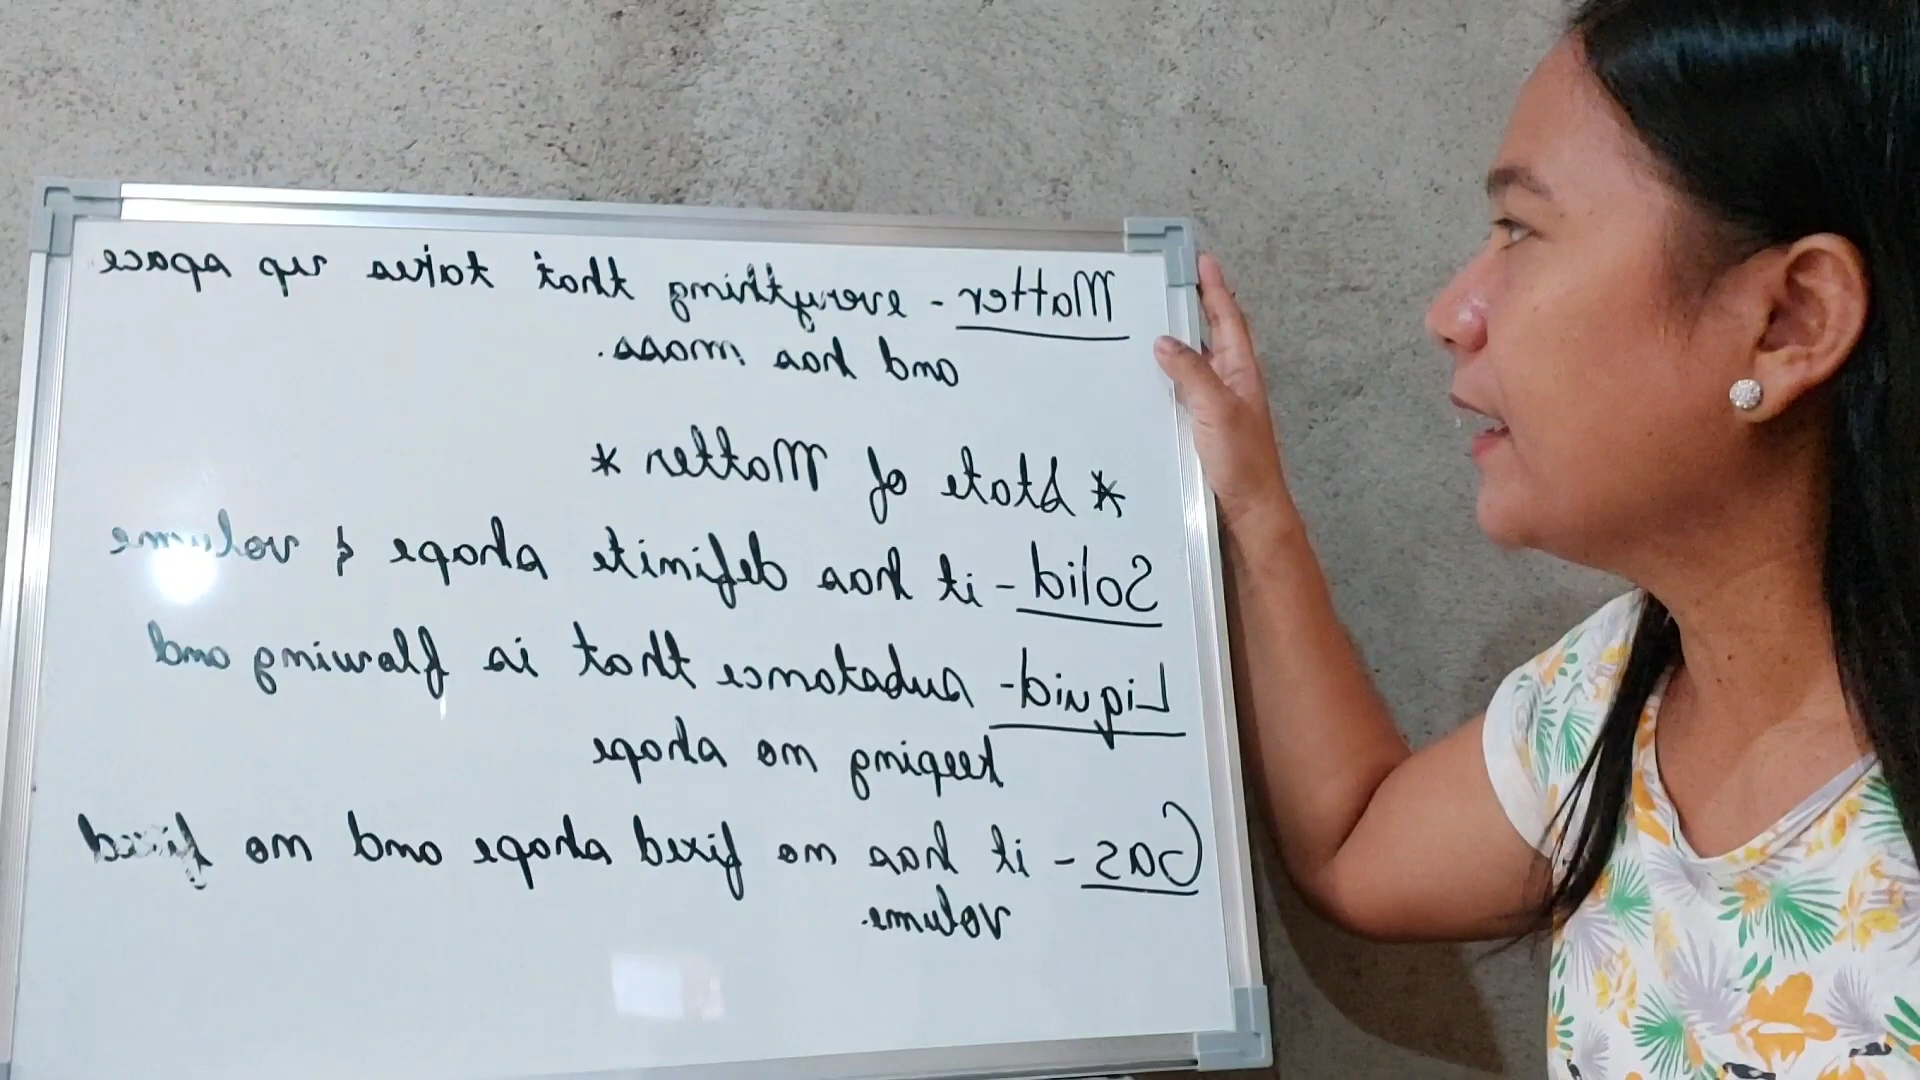 Matter - everything that takes up space
and has mass.
* State of Matter *
Solid - it has definite shape & volume
Liquid - substance that is flowing and
keeping no shape
Gas - it has no fixed shape and no fixed
volume.